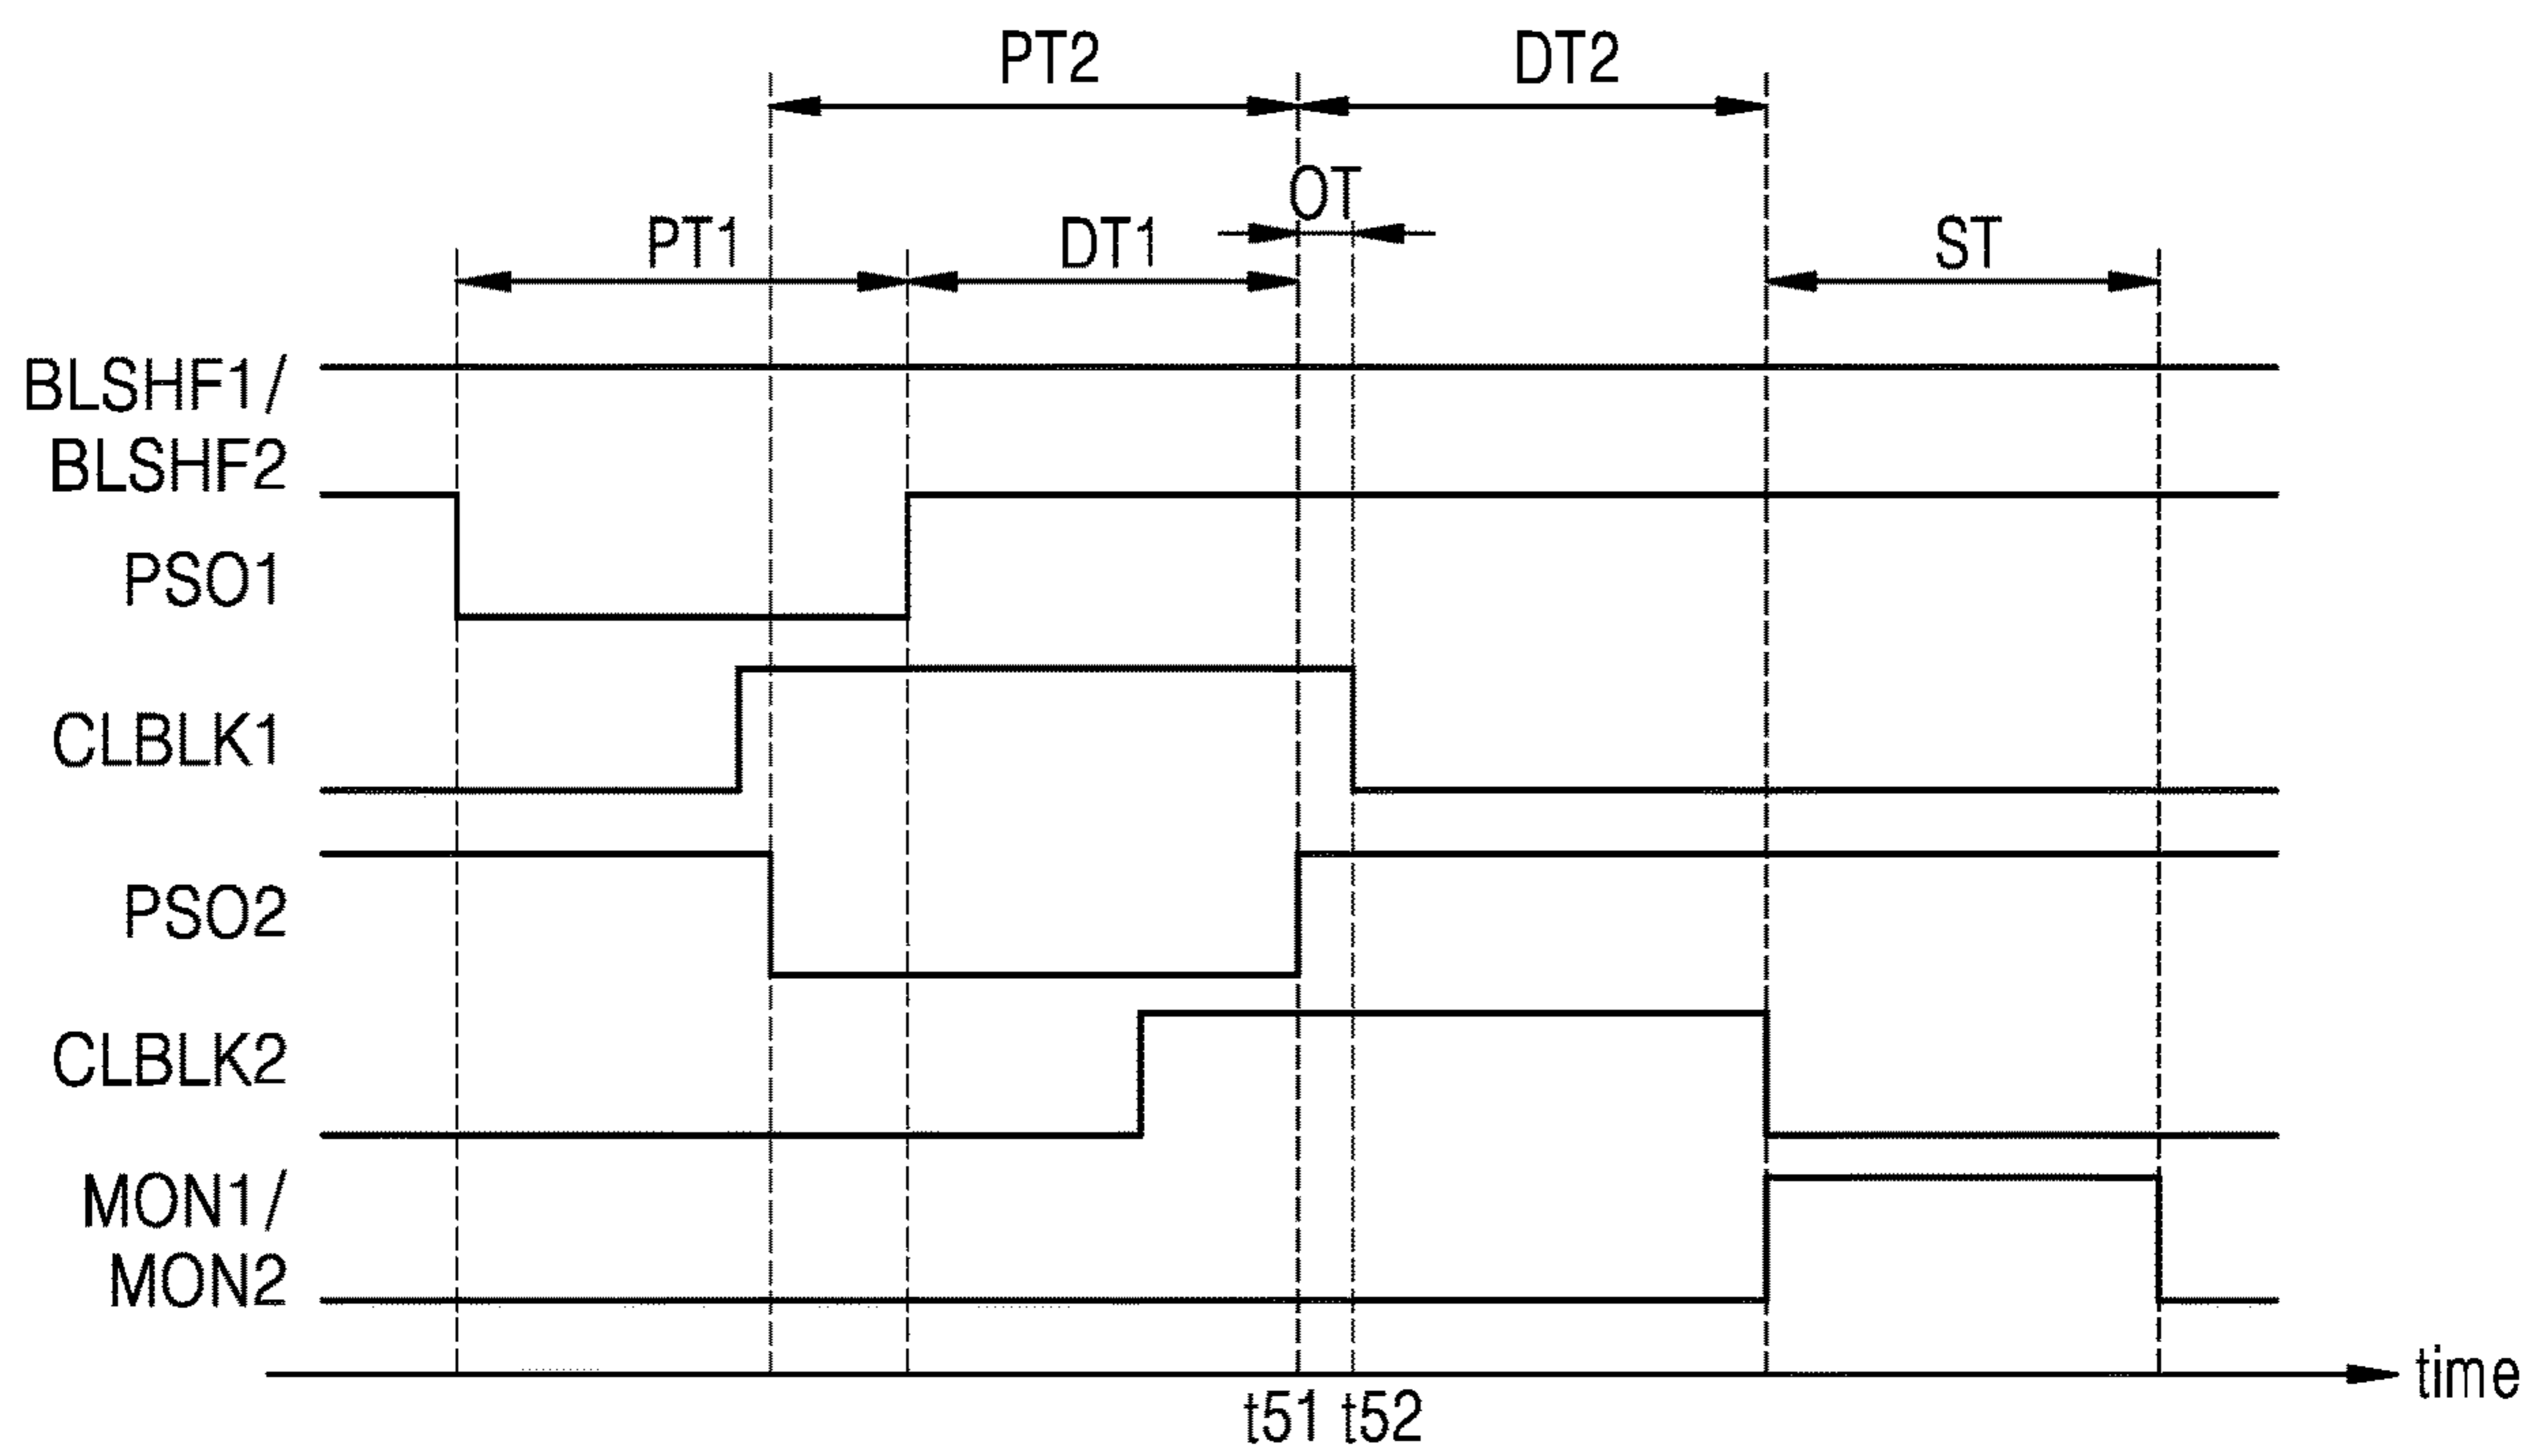 PT2 DT2
OT
PT1 DT1 ST
BLSHF1/
BLSHF2
PSO1
CLBLK1
PSO2
CLBLK2
MON1/
MON2
time
t51 t52